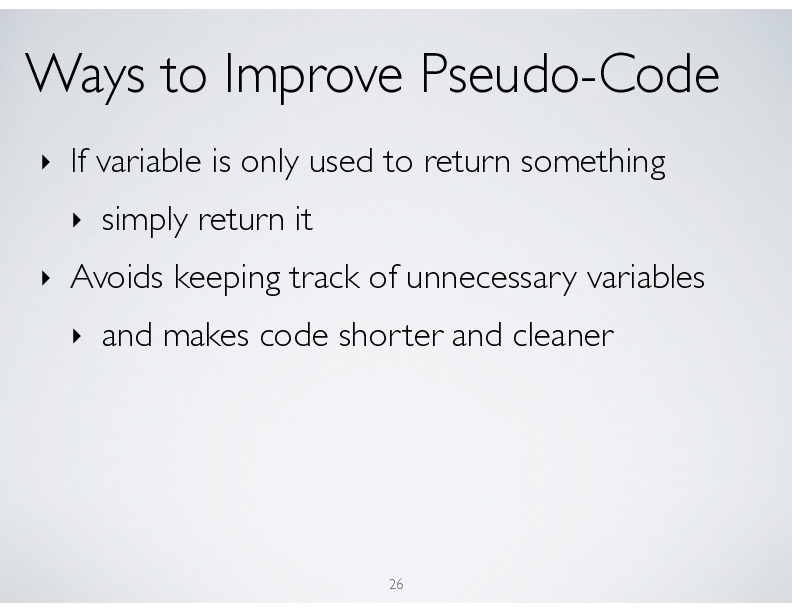 Ways to Improve Pseudo-Code
‣ If variable is only used to return something
‣ simply return it
‣ Avoids keeping track of unnecessary variables
‣ and makes code shorter and cleaner
26